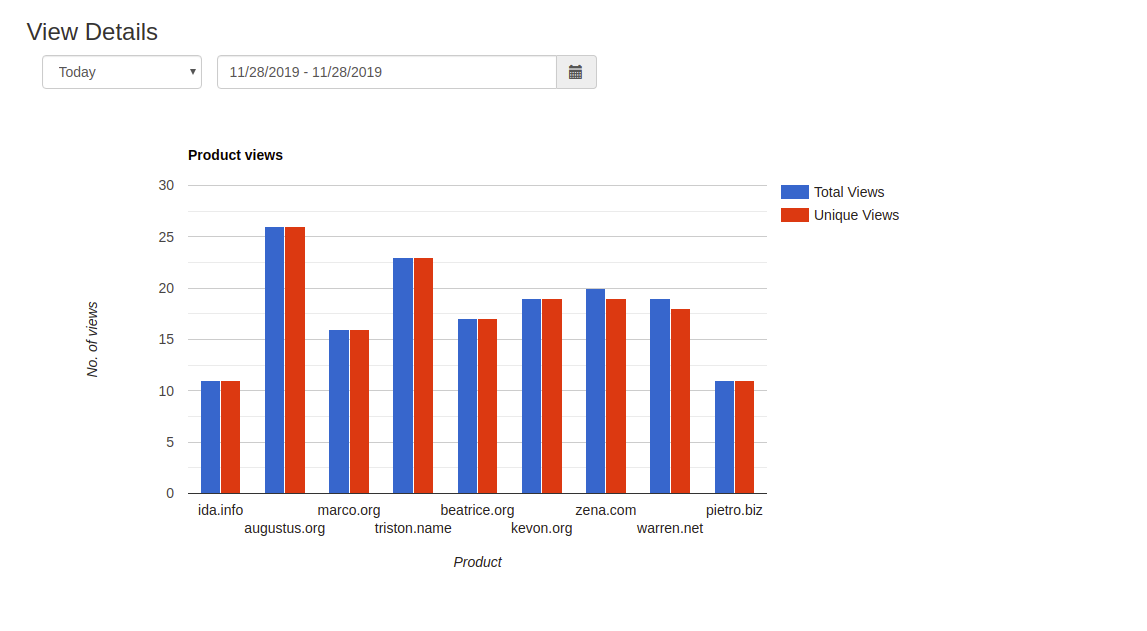 View Details
Today
11/28/2019 - 11/28/2019
Product views
Total Views
Unique Views
30
25
20
15
10
5
0
No. of views
ida.info
augustus.org
marco.org
triston.name
beatrice.org
kevon.org
zena.com
warren.net
pietro.biz
Product